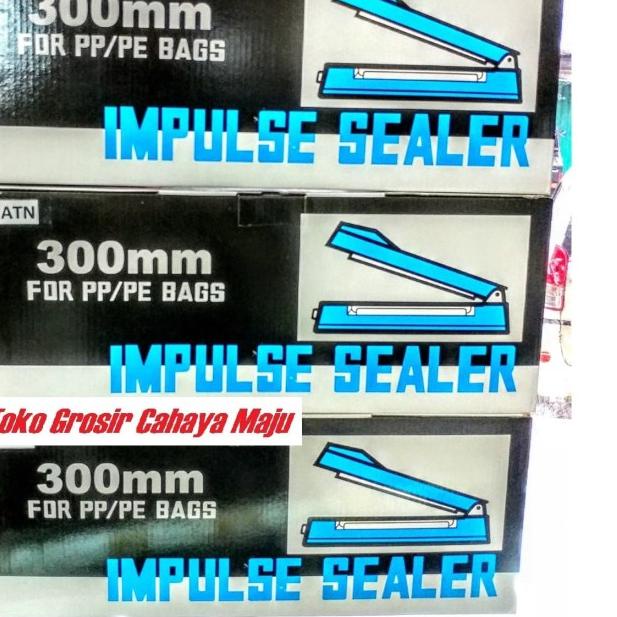 300mm
FOR PP/PE BAGS
IMPULSE SEALER
ATN
300mm
FOR PP/PE BAGS
IMPULSE SEALER
Toko Grosir Cahaya Maju
300mm
FOR PP/PE BAGS
IMPULSE SEALER